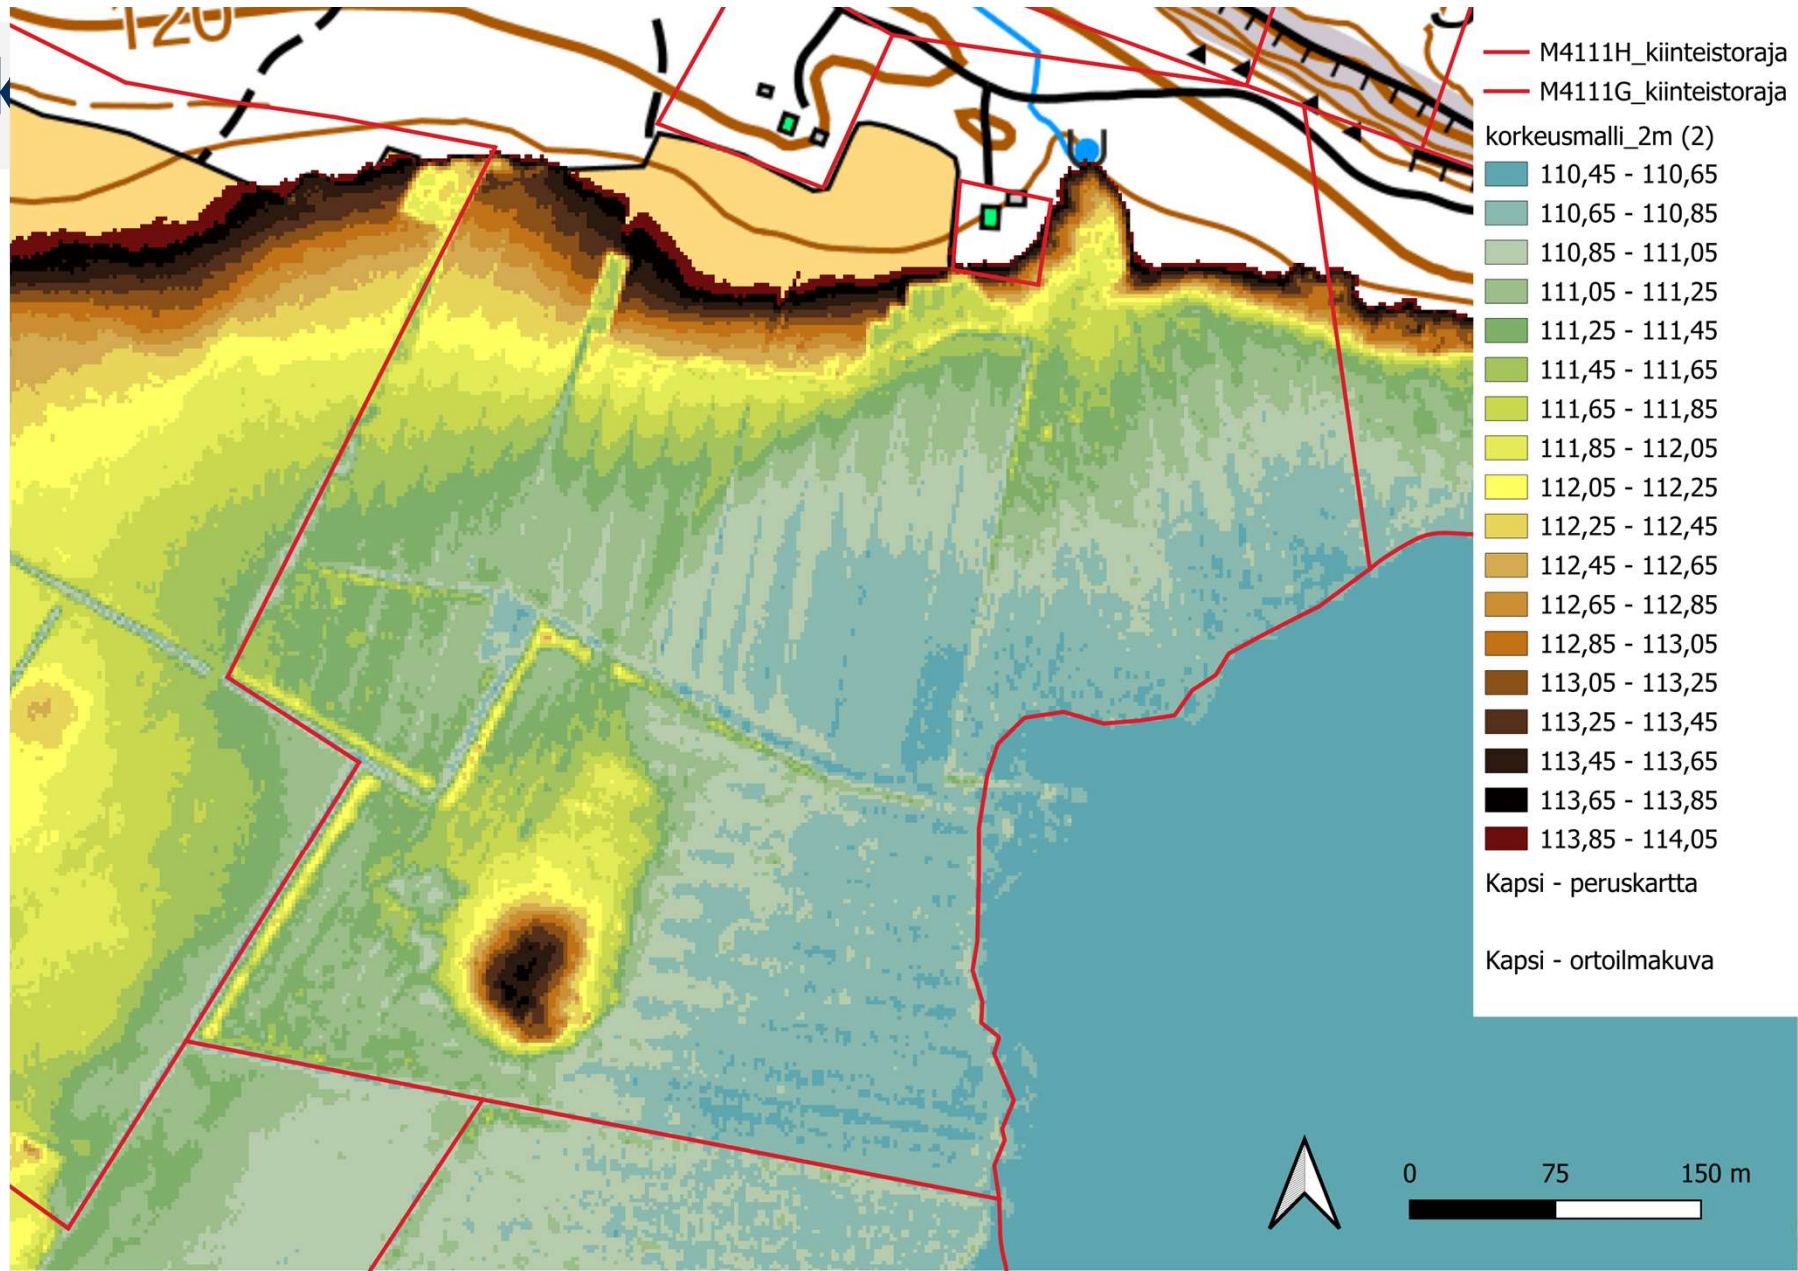 120
M4111H_kiinteistoraja
M4111G_kiinteistoraja
korkeusmalli_2m (2)
110,45 - 110,65
110,65 - 110,85
110,85 - 111,05
111,05 - 111,25
111,25 - 111,45
111,45 - 111,65
111,65 - 111,85
111,85 - 112,05
112,05 - 112,25
112,25 - 112,45
112,45 - 112,65
112,65 - 112,85
112,85 - 113,05
113,05 - 113,25
113,25 - 113,45
113,45 - 113,65
113,65 - 113,85
113,85 - 114,05
Kapsi - peruskartta
Kapsi - ortoilmakuva
0 75 150 m